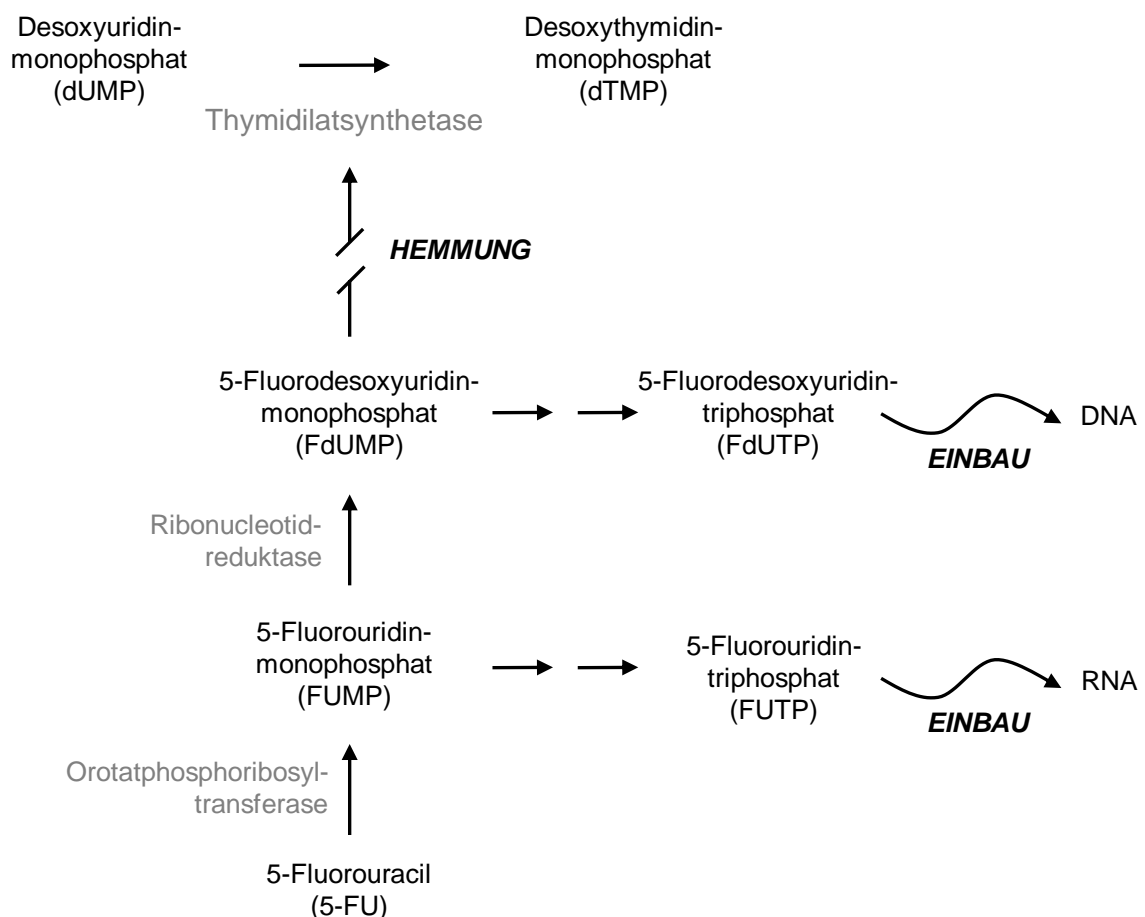 Desoxyuridin-
monophosphat
(dUMP)
Desoxythymidin-
monophosphat
(dTMP)
Thymidilatsynthetase
HEMMUNG
5-Fluorodesoxyuridin-
monophosphat
(FdUMP)
5-Fluorodesoxyuridin-
triphosphat
(FdUTP)
EINBAU
DNA
Ribonucleotid-
reduktase
5-Fluorouridin-
monophosphat
(FUMP)
5-Fluorouridin-
triphosphat
(FUTP)
EINBAU
RNA
Orotatphosphoribosyl-
transferase
5-Fluorouracil
(5-FU)